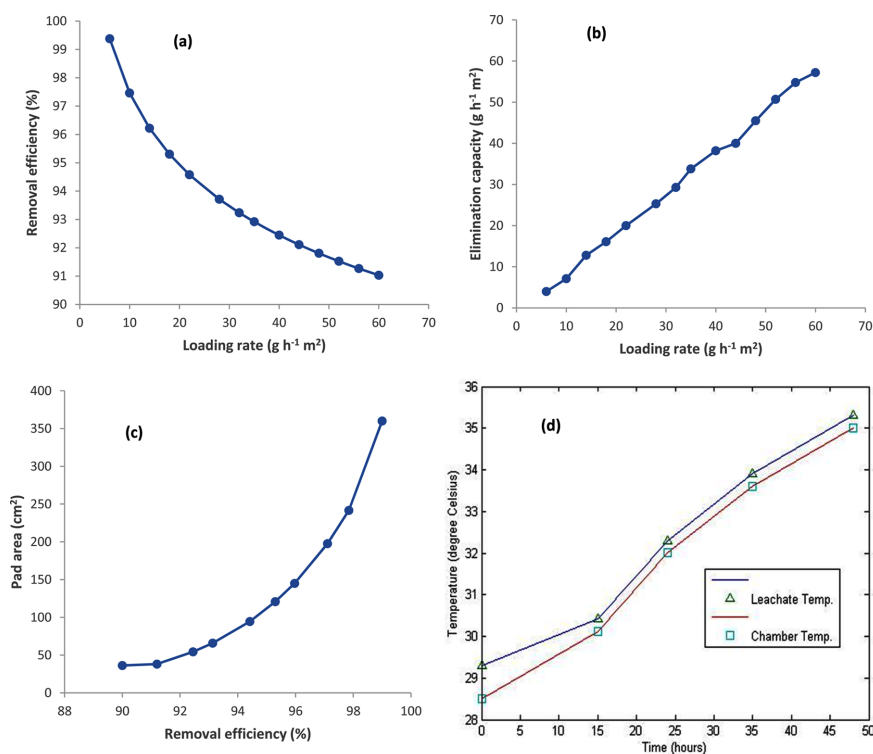 (a)
100
99
98
97
96
95
94
93
92
91
90
Removal efficiency (%)
0 10 20 30 40 50 60 70
Loading rate (g h⁻¹ m²)
(b)
70
60
50
40
30
20
10
0
Elimination capacity (g h⁻¹ m²)
0 10 20 30 40 50 60 70
Loading rate (g h⁻¹ m²)
(c)
400
350
300
250
200
150
100
50
0
Pad area (cm²)
88 90 92 94 96 98 100
Removal efficiency (%)
(d)
36
35
34
33
32
31
30
29
28
Temperature (degree Celsius)
Leachate Temp.
Chamber Temp.
0 5 10 15 20 25 30 35 40 45 50
Time (hours)